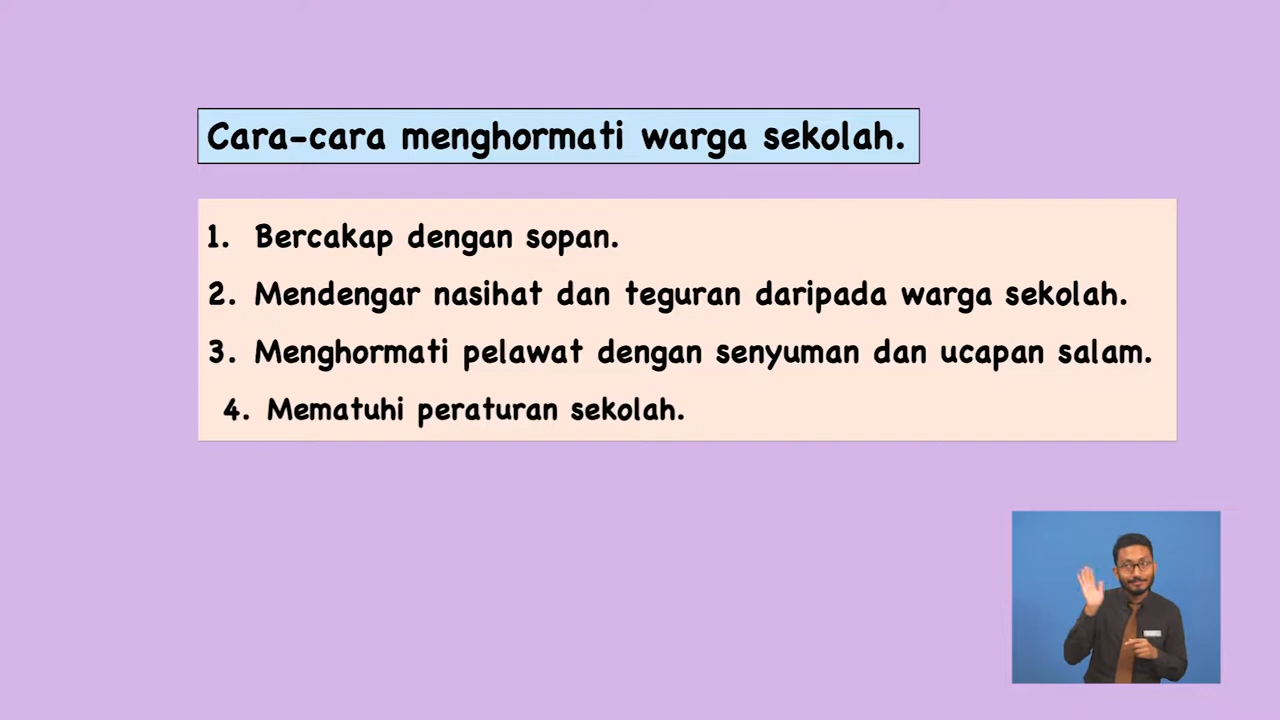 Cara-cara menghormati warga sekolah.
1. Bercakap dengan sopan.
2. Mendengar nasihat dan teguran daripada warga sekolah.
3. Menghormati pelawat dengan senyuman dan ucapan salam.
4. Mematuhi peraturan sekolah.